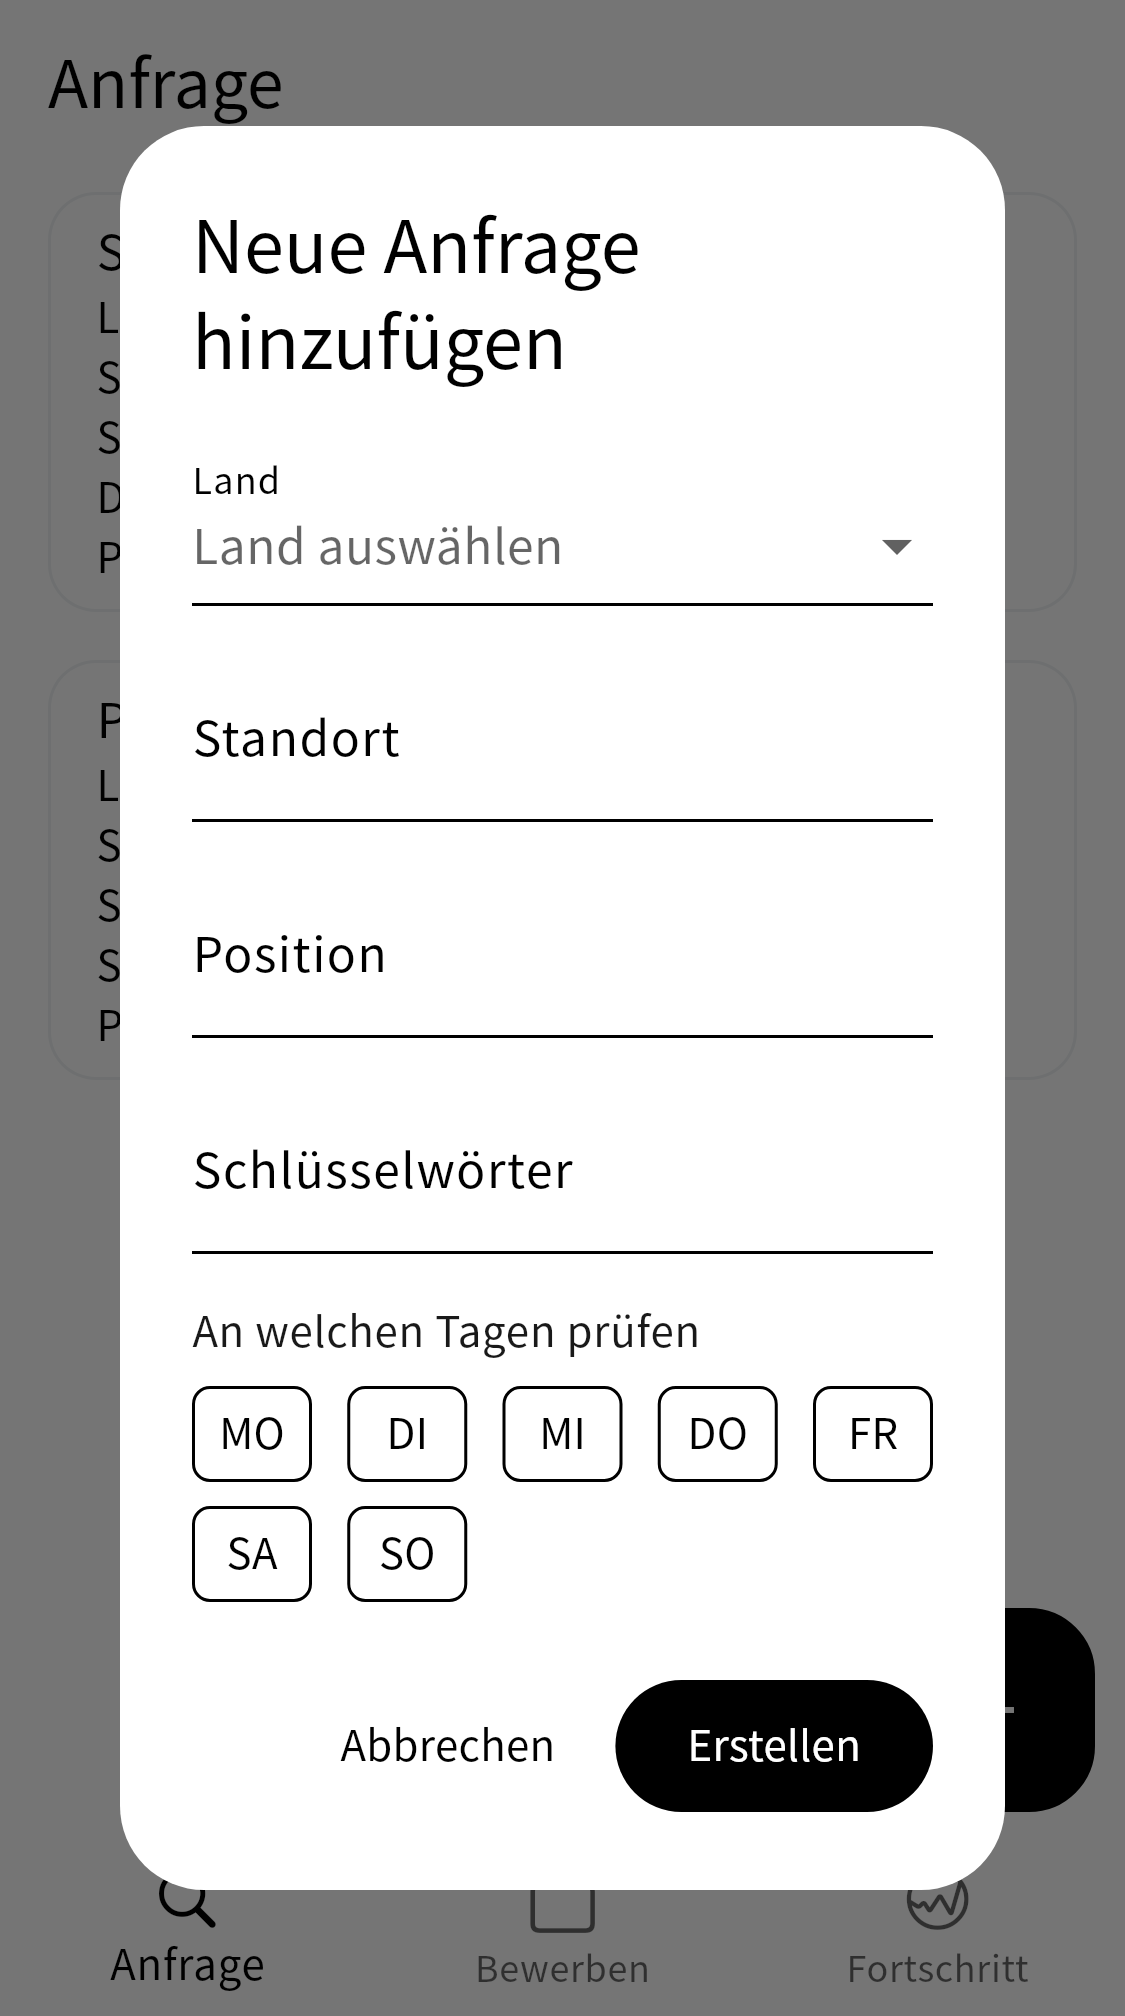 Anfrage
Neue Anfrage
hinzufügen
Land
Land auswählen
Standort
Position
Schlüsselwörter
An welchen Tagen prüfen
MO DI MI DO FR
SA SO
Abbrechen Erstellen
Anfrage Bewerben Fortschritt